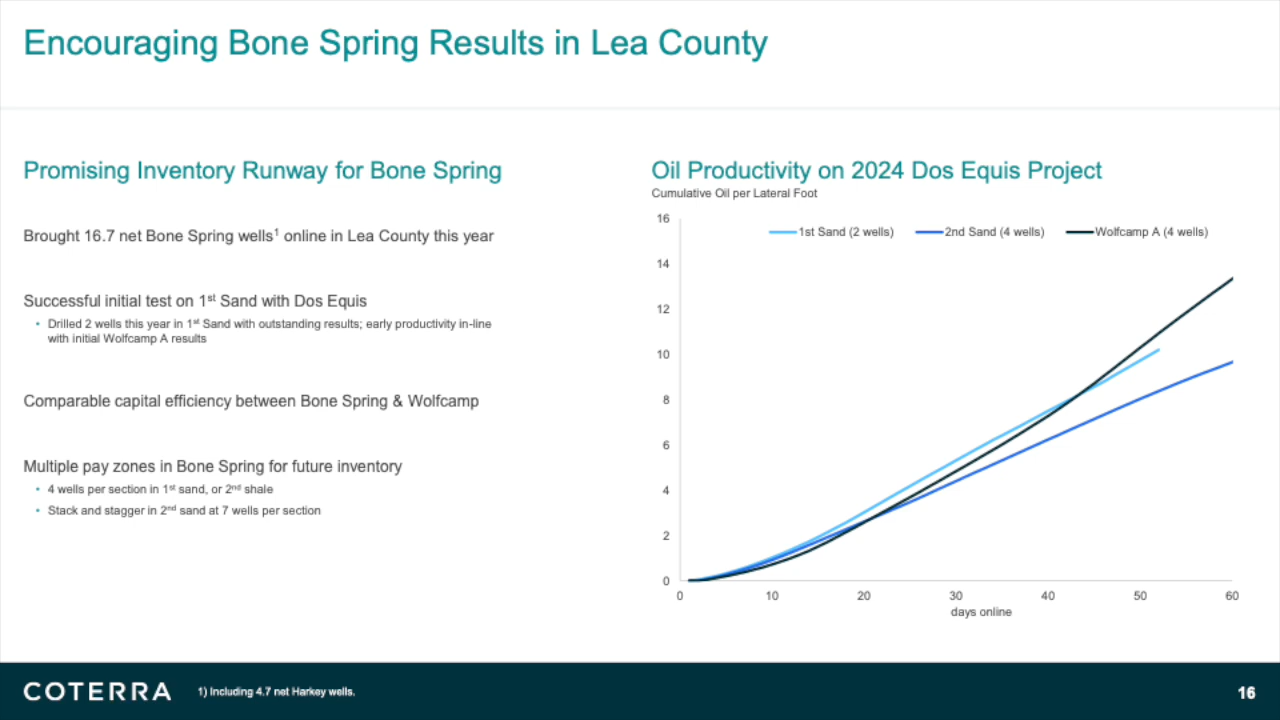 Encouraging Bone Spring Results in Lea County
Promising Inventory Runway for Bone Spring
Brought 16.7 net Bone Spring wells¹ online in Lea County this year
Successful initial test on 1st Sand with Dos Equis
• Drilled 2 wells this year in 1st Sand with outstanding results; early productivity in-line
with initial Wolfcamp A results
Comparable capital efficiency between Bone Spring & Wolfcamp
Multiple pay zones in Bone Spring for future inventory
• 4 wells per section in 1st sand, or 2nd shale
• Stack and stagger in 2nd sand at 7 wells per section
Oil Productivity on 2024 Dos Equis Project
Cumulative Oil per Lateral Foot
1st Sand (2 wells) 2nd Sand (4 wells) Wolfcamp A (4 wells)
16
14
12
10
8
6
4
2
0
0 10 20 30 40 50 60
days online
COTERRA
1) Including 4.7 net Harkey wells.
16